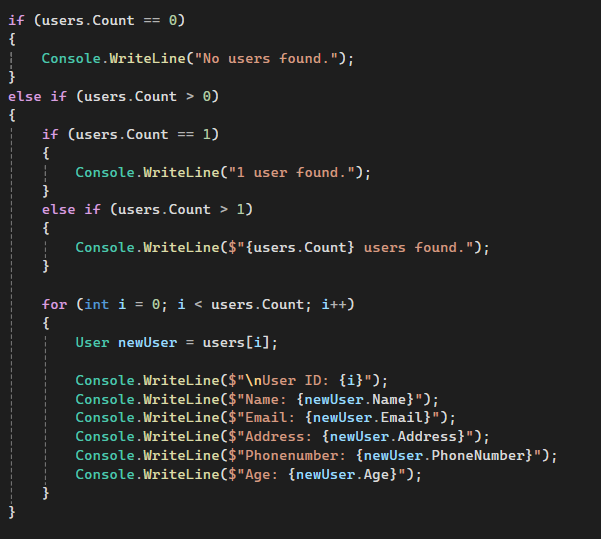 if (users.Count == 0)
{
    Console.WriteLine("No users found.");
}
else if (users.Count > 0)
{
    if (users.Count == 1)
    {
        Console.WriteLine("1 user found.");
    }
    else if (users.Count > 1)
    {
        Console.WriteLine($"{users.Count} users found.");
    }

    for (int i = 0; i < users.Count; i++)
    {
        User newUser = users[i];

        Console.WriteLine($"\nUser ID: {i}");
        Console.WriteLine($"Name: {newUser.Name}");
        Console.WriteLine($"Email: {newUser.Email}");
        Console.WriteLine($"Address: {newUser.Address}");
        Console.WriteLine($"Phonenumber: {newUser.PhoneNumber}");
        Console.WriteLine($"Age: {newUser.Age}");
    }
}